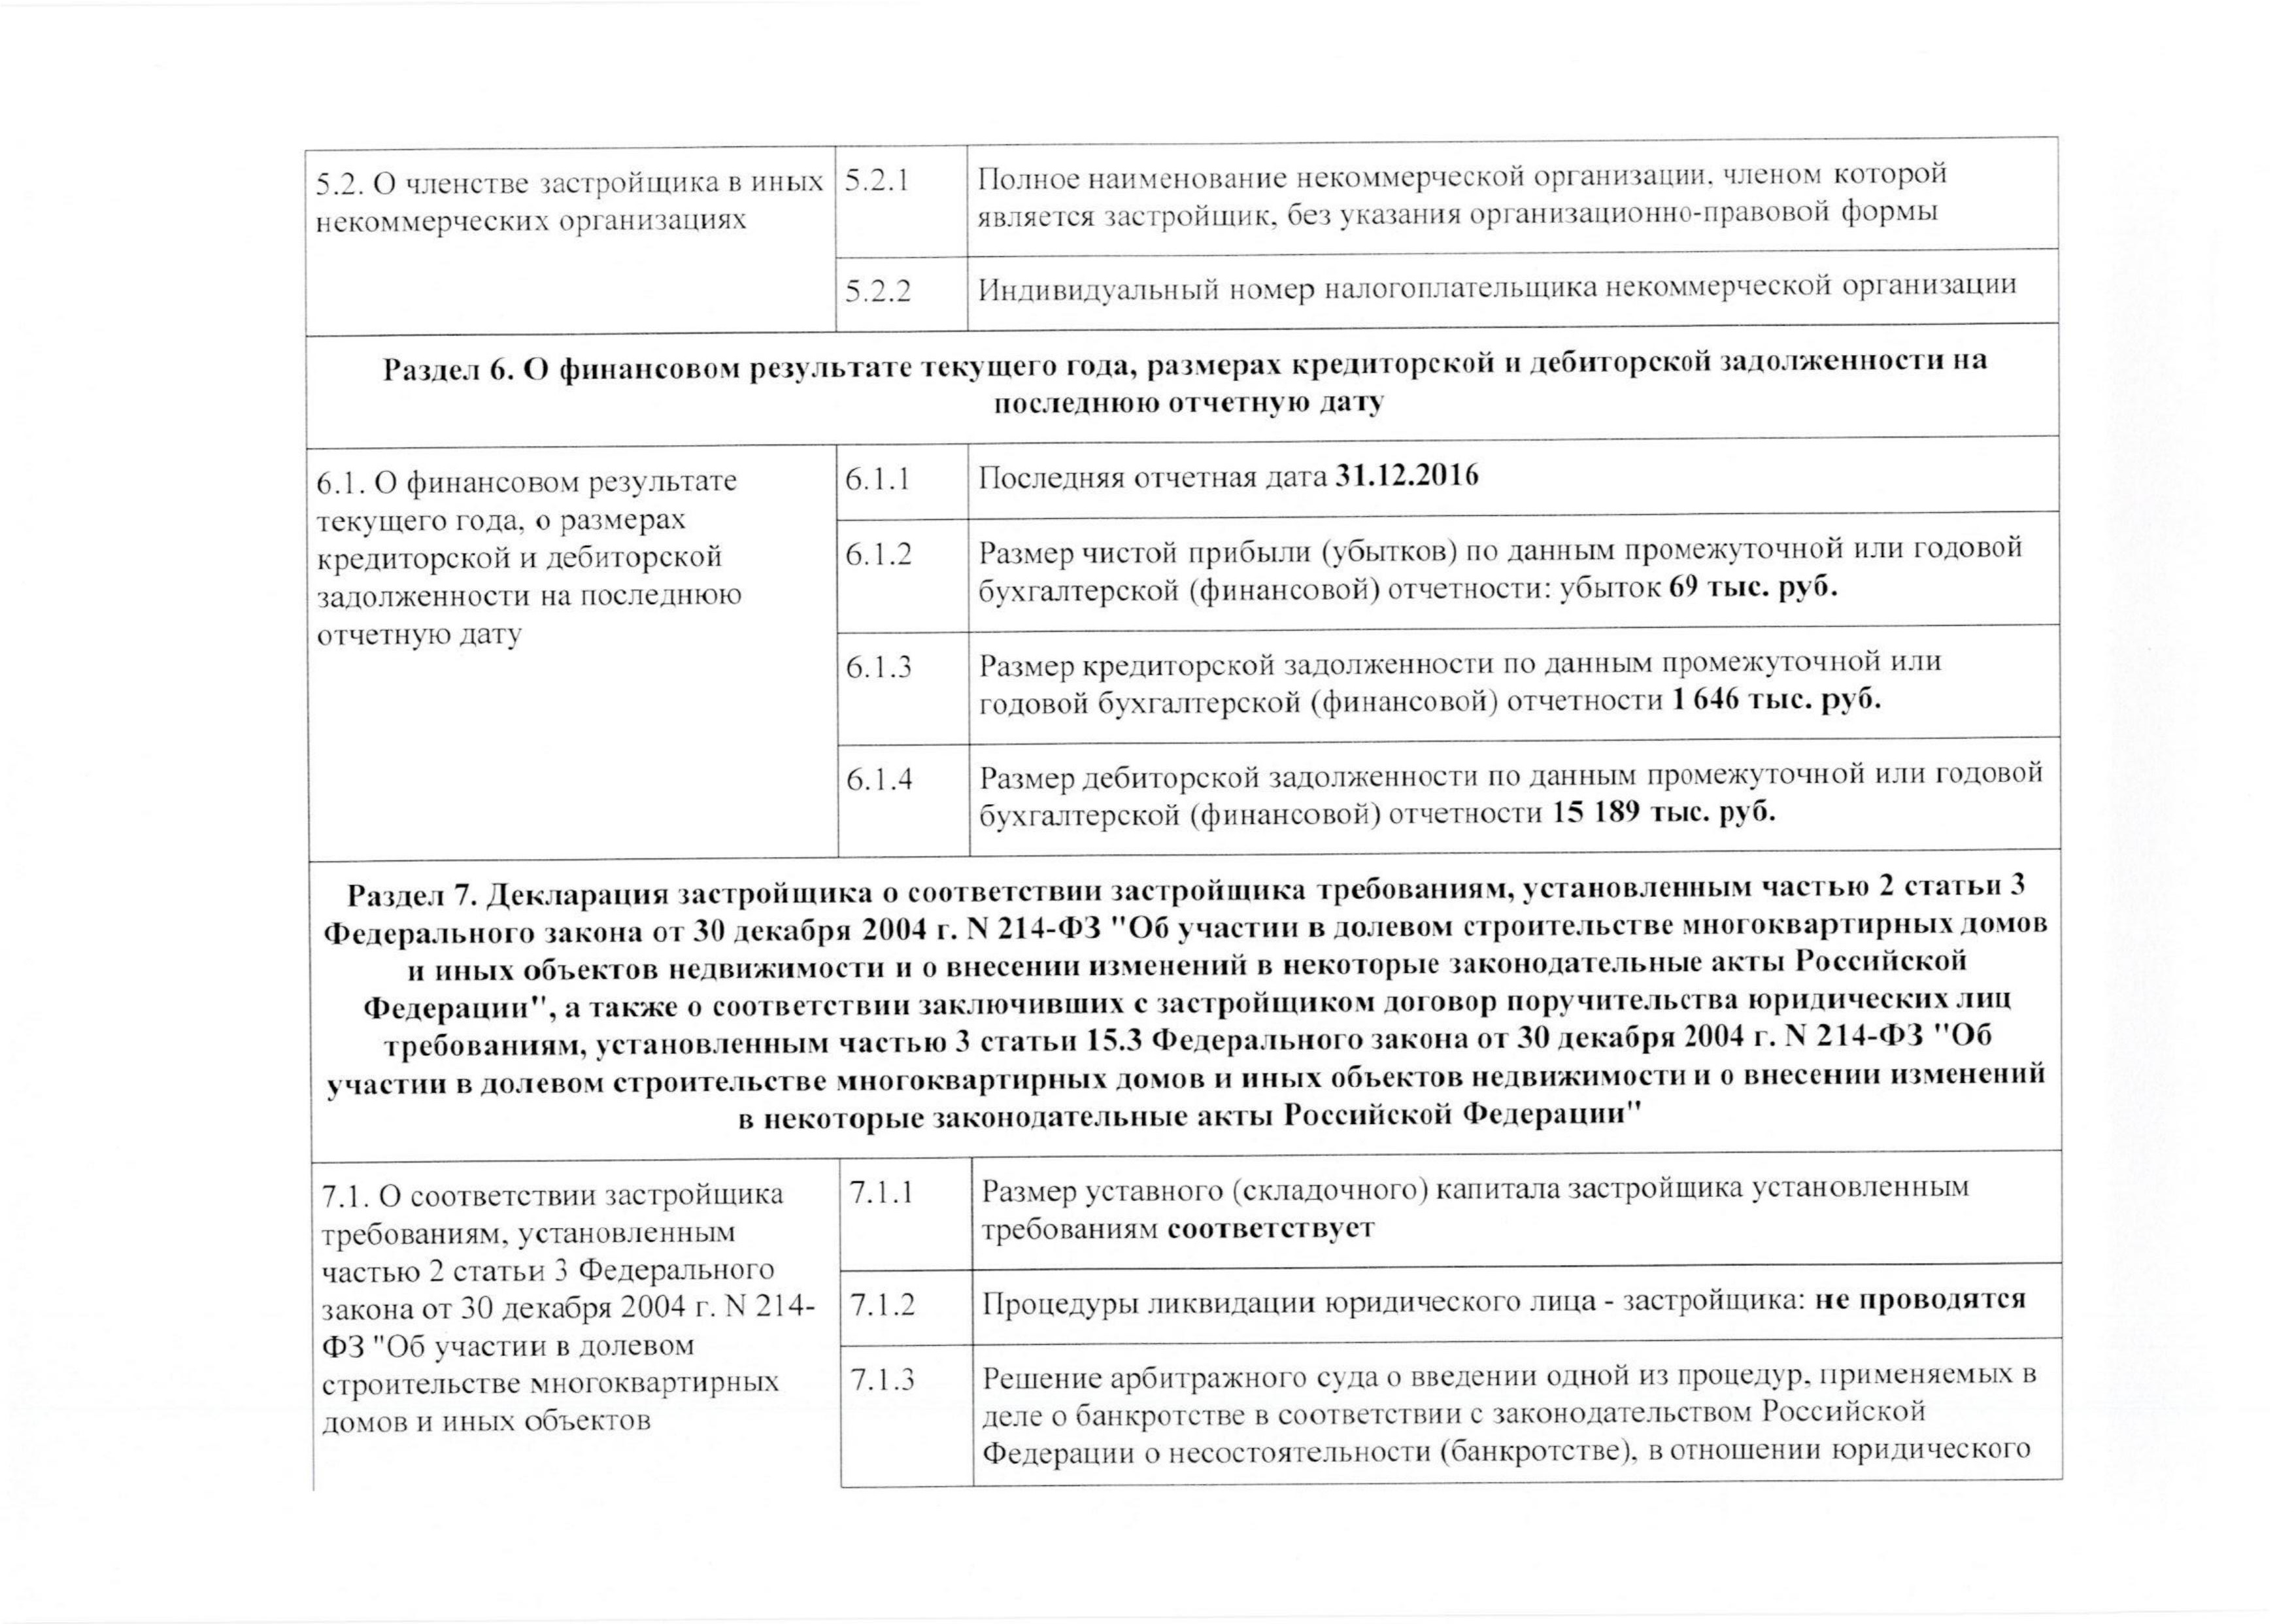 5.2. О членстве застройщика в иных
некоммерческих организациях
5.2.1
Полное наименование некоммерческой организации, членом которой
является застройщик, без указания организационно-правовой формы
5.2.2
Индивидуальный номер налогоплательщика некоммерческой организации
Раздел 6. О финансовом результате текущего года, размерах кредиторской и дебиторской задолженности на
последнюю отчетную дату
6.1. О финансовом результате
текущего года, о размерах
кредиторской и дебиторской
задолженности на последнюю
отчетную дату
6.1.1
Последняя отчетная дата 31.12.2016
6.1.2
Размер чистой прибыли (убытков) по данным промежуточной или годовой
бухгалтерской (финансовой) отчетности: убыток 69 тыс. руб.
6.1.3
Размер кредиторской задолженности по данным промежуточной или
годовой бухгалтерской (финансовой) отчетности 1 646 тыс. руб.
6.1.4
Размер дебиторской задолженности по данным промежуточной или годовой
бухгалтерской (финансовой) отчетности 15 189 тыс. руб.
Раздел 7. Декларация застройщика о соответствии застройщика требованиям, установленным частью 2 статьи 3
Федерального закона от 30 декабря 2004 г. N 214-ФЗ "Об участии в долевом строительстве многоквартирных домов
и иных объектов недвижимости и о внесении изменений в некоторые законодательные акты Российской
Федерации", а также о соответствии заключивших с застройщиком договор поручительства юридических лиц
требованиям, установленным частью 3 статьи 15.3 Федерального закона от 30 декабря 2004 г. N 214-ФЗ "Об
участии в долевом строительстве многоквартирных домов и иных объектов недвижимости и о внесении изменений
в некоторые законодательные акты Российской Федерации"
7.1. О соответствии застройщика
требованиям, установленным
частью 2 статьи 3 Федерального
закона от 30 декабря 2004 г. N 214-
ФЗ "Об участии в долевом
строительстве многоквартирных
домов и иных объектов
7.1.1
Размер уставного (складочного) капитала застройщика установленным
требованиям соответствует
7.1.2
Процедуры ликвидации юридического лица - застройщика: не проводятся
7.1.3
Решение арбитражного суда о введении одной из процедур, применяемых в
деле о банкротстве в соответствии с законодательством Российской
Федерации о несостоятельности (банкротстве), в отношении юридического